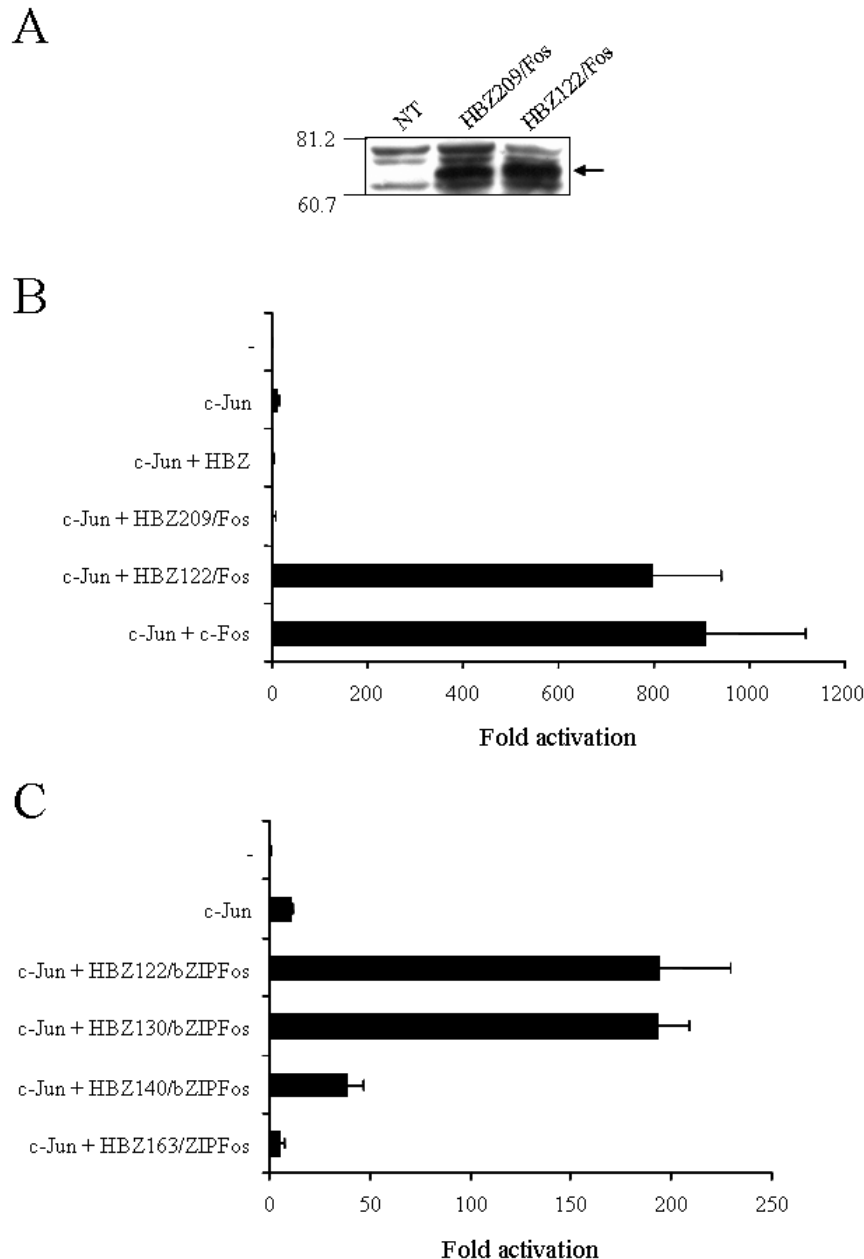 A
NT
HBZ209/Fos
HBZ122/Fos
81.2
60.7
B
-
c-Jun
c-Jun + HBZ
c-Jun + HBZ209/Fos
c-Jun + HBZ122/Fos
c-Jun + c-Fos
0 200 400 600 800 1000 1200
Fold activation
C
-
c-Jun
c-Jun + HBZ122/bZIPFos
c-Jun + HBZ130/bZIPFos
c-Jun + HBZ140/bZIPFos
c-Jun + HBZ163/ZIPFos
0 50 100 150 200 250
Fold activation